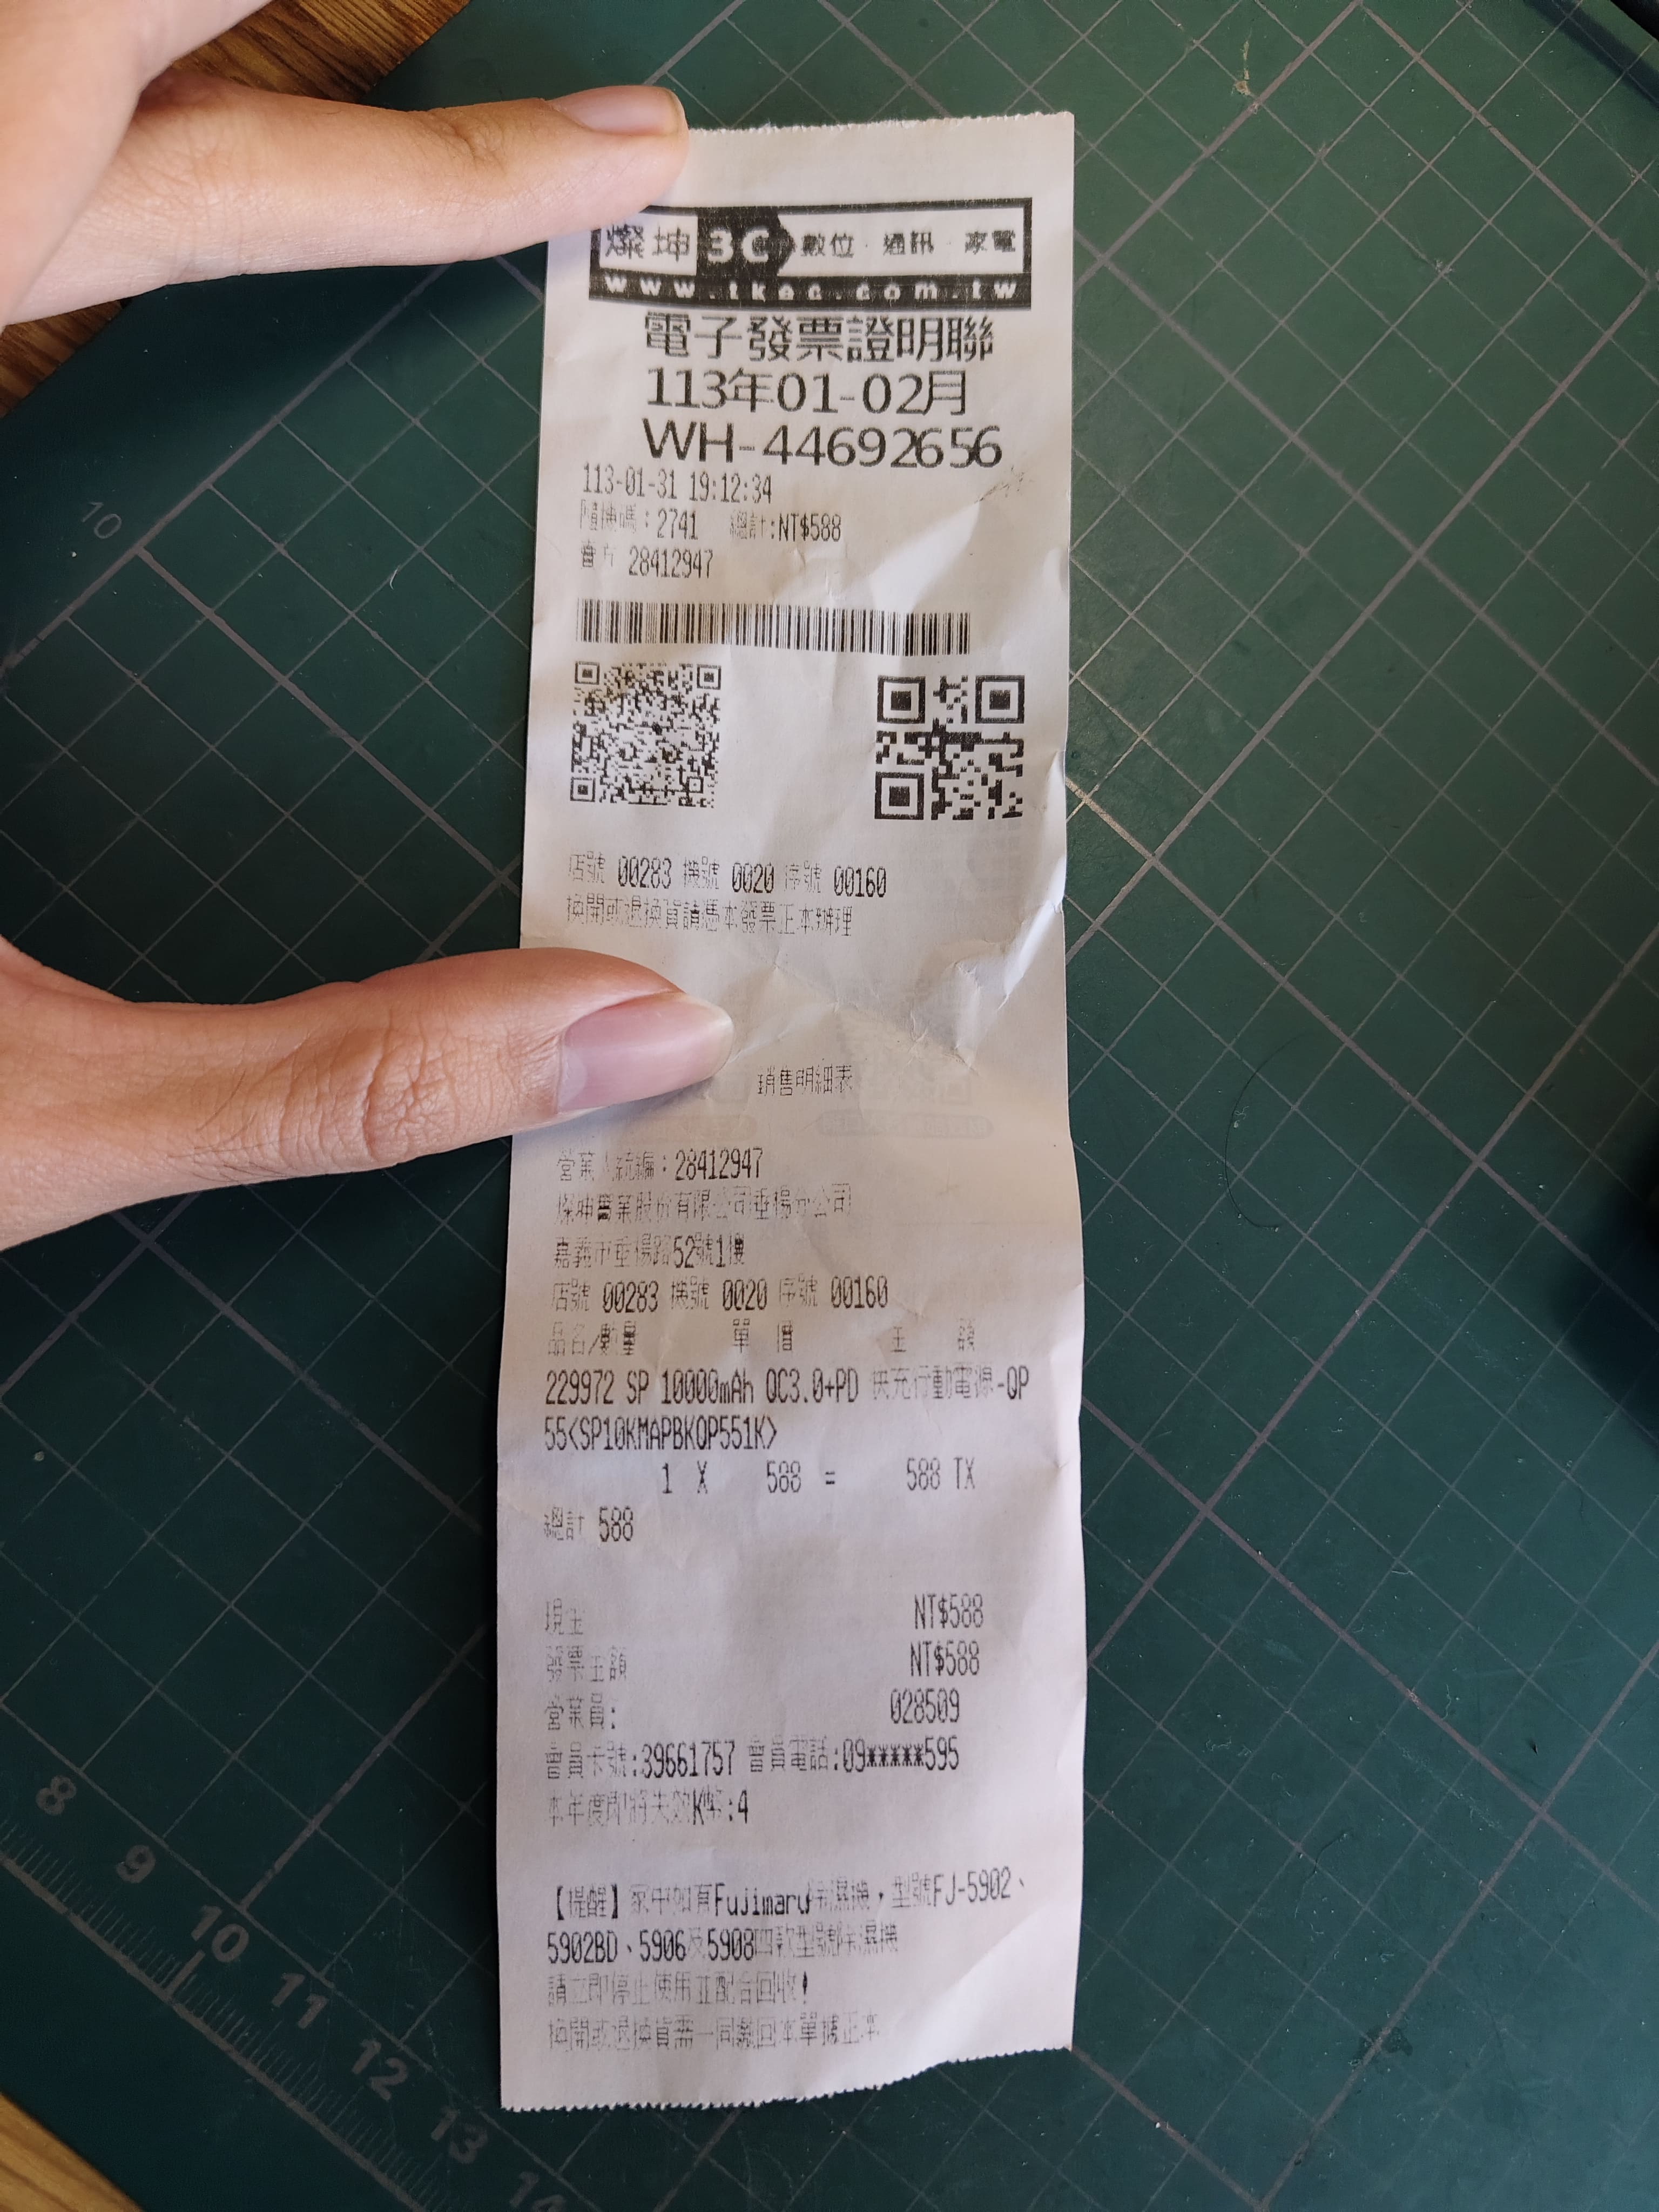 燦坤 3C 數位·通訊·家電
www.tkec.com.tw
電子發票證明聯
113年01-02月
WH-44692656
113-01-31 19:12:34
隨機碼:2741 總計:NT$588
賣方 28412947
店號 00283 機號 0020 序號 00160
換開或退換貨請憑本發票正本辦理
銷售明細表
營業人統編:28412947
燦坤實業股份有限公司垂楊分公司
嘉義市垂楊路52號1樓
店號 00283 機號 0020 序號 00160
品名/數量 單 價 金 額
229972 SP 10000mAh QC3.0+PD 快充行動電源-QP
55<SP10KMAPBKQP551K>
1 X 588 = 588 TX
總計 588
現金 NT$588
發票金額 NT$588
營業員: 028509
會員卡號:39661757 會員電話:09*****595
本年度即將失效K幣:4
【提醒】家中如有Fujimaru除濕機，型號FJ-5902、
5902BD、5906及5908四款型號除濕機
請立即停止使用並配合回收!
換開或退換貨需一同繳回本單據正本
10
8
9
10
11
12
13
14